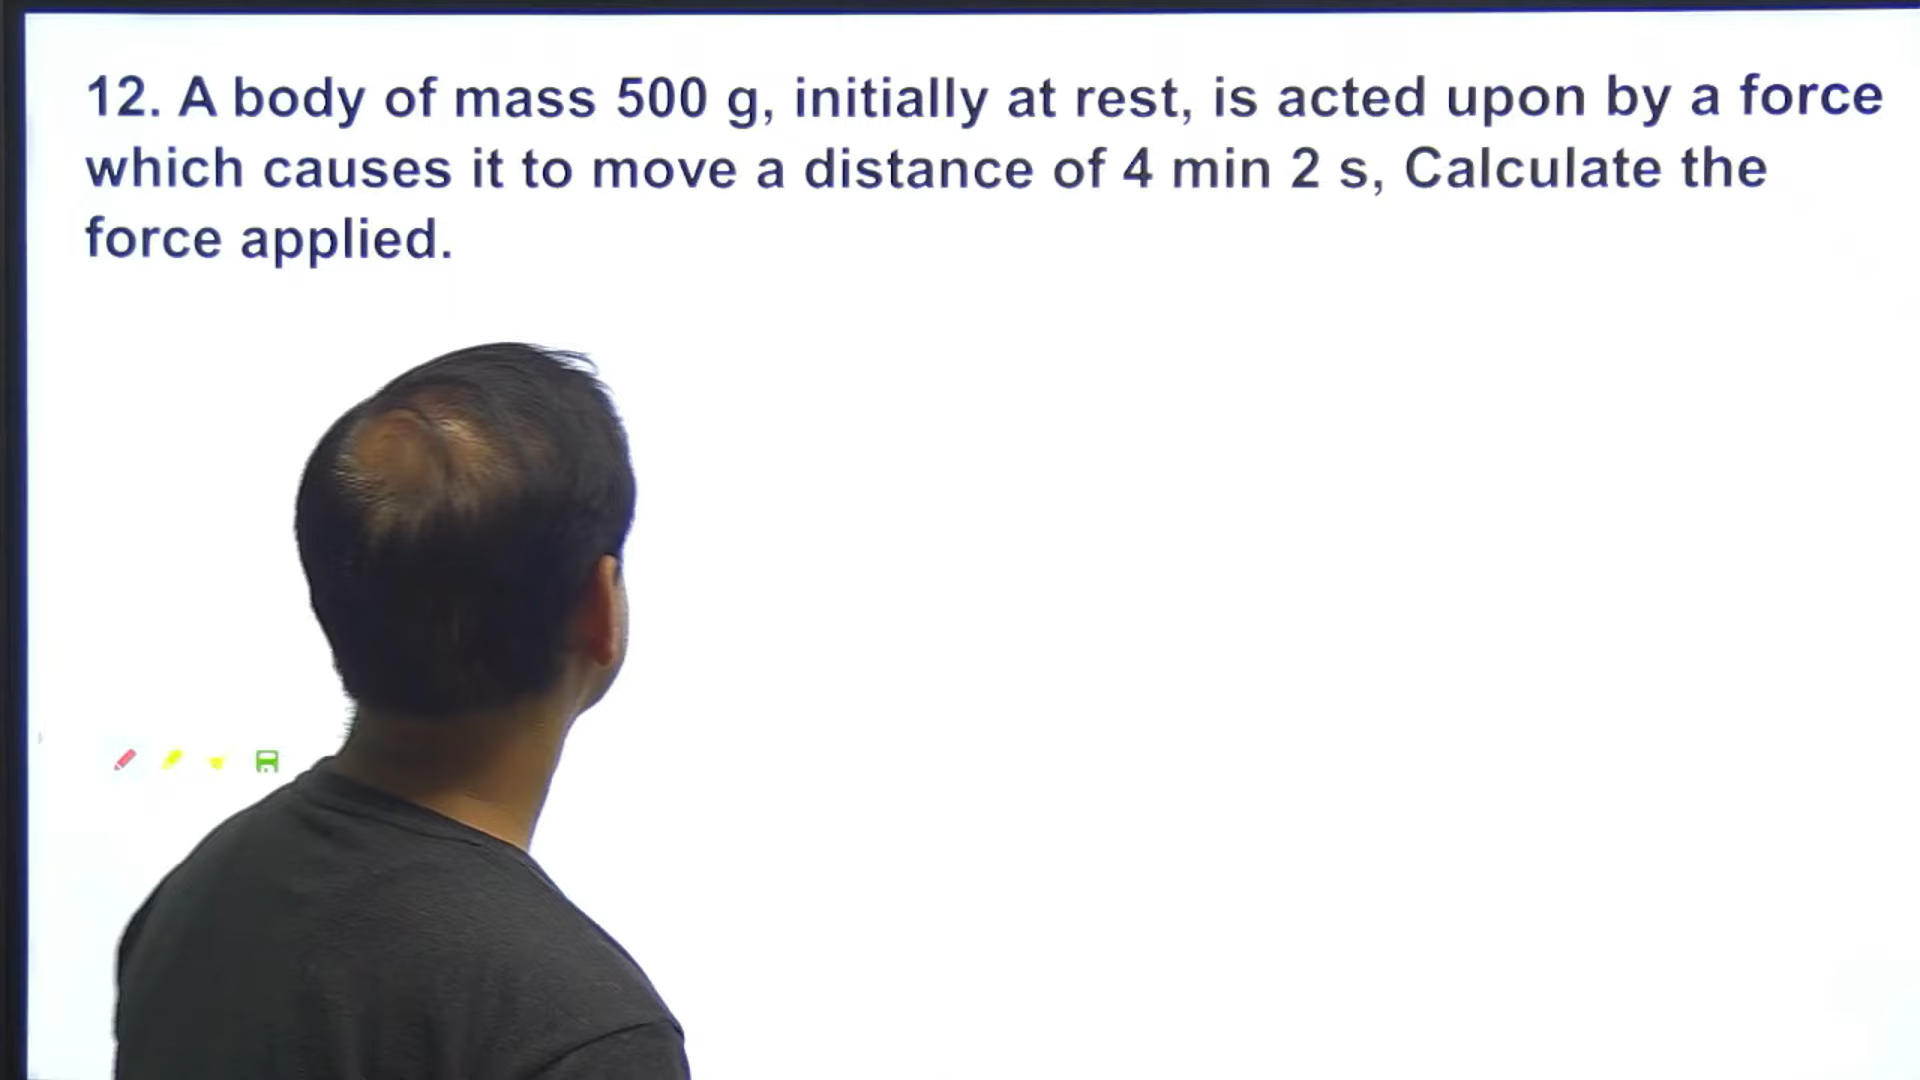 12. A body of mass 500 g, initially at rest, is acted upon by a force
which causes it to move a distance of 4 min 2 s, Calculate the
force applied.